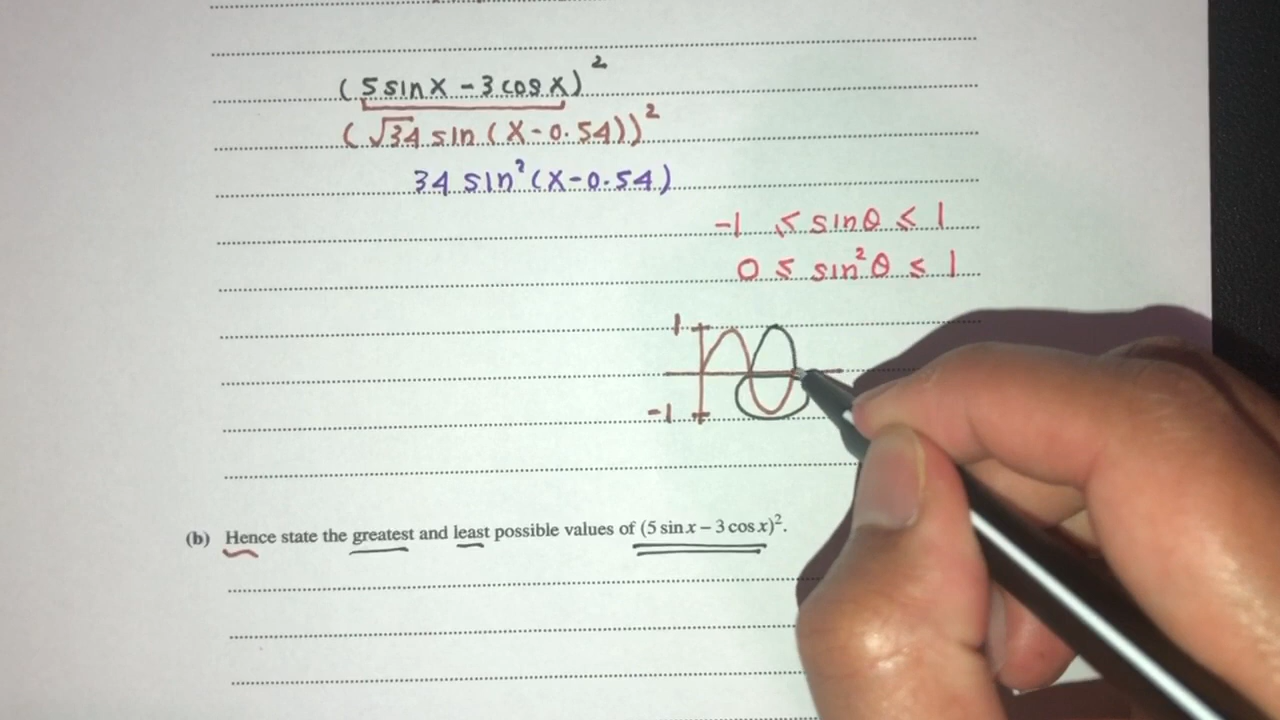 (5 sin x - 3 cos x)²
(√34 sin (x - 0.54))²
34 sin² (x - 0.54)
-1 ≤ sin θ ≤ 1
0 ≤ sin² θ ≤ 1
1
-1
(b) Hence state the greatest and least possible values of (5 sin x − 3 cos x)².